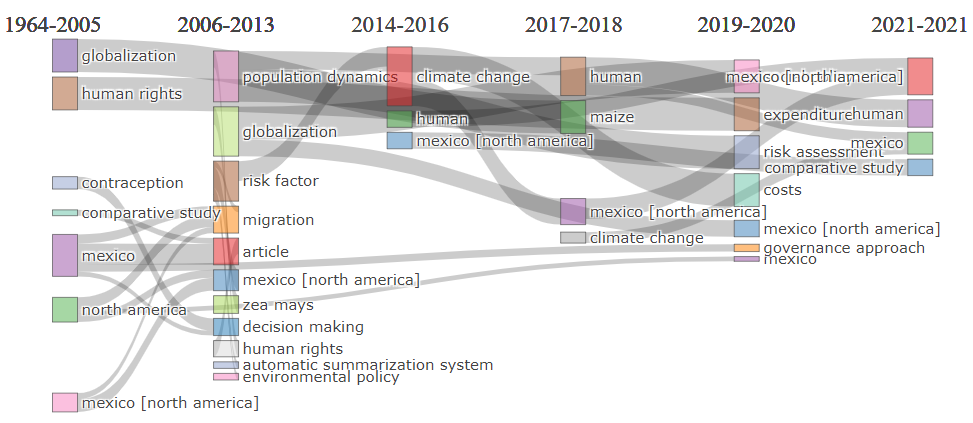 1964-2005
2006-2013
2014-2016
2017-2018
2019-2020
2021-2021
globalization
human rights
contraception
comparative study
mexico
north america
mexico [north america]
population dynamics
globalization
risk factor
migration
article
mexico [north america]
zea mays
decision making
human rights
automatic summarization system
environmental policy
climate change
human
mexico [north america]
human
maize
mexico [north america]
climate change
expenditure
risk assessment
comparative study
costs
mexico [north america]
governance approach
mexico
mexico [north america]
human
mexico